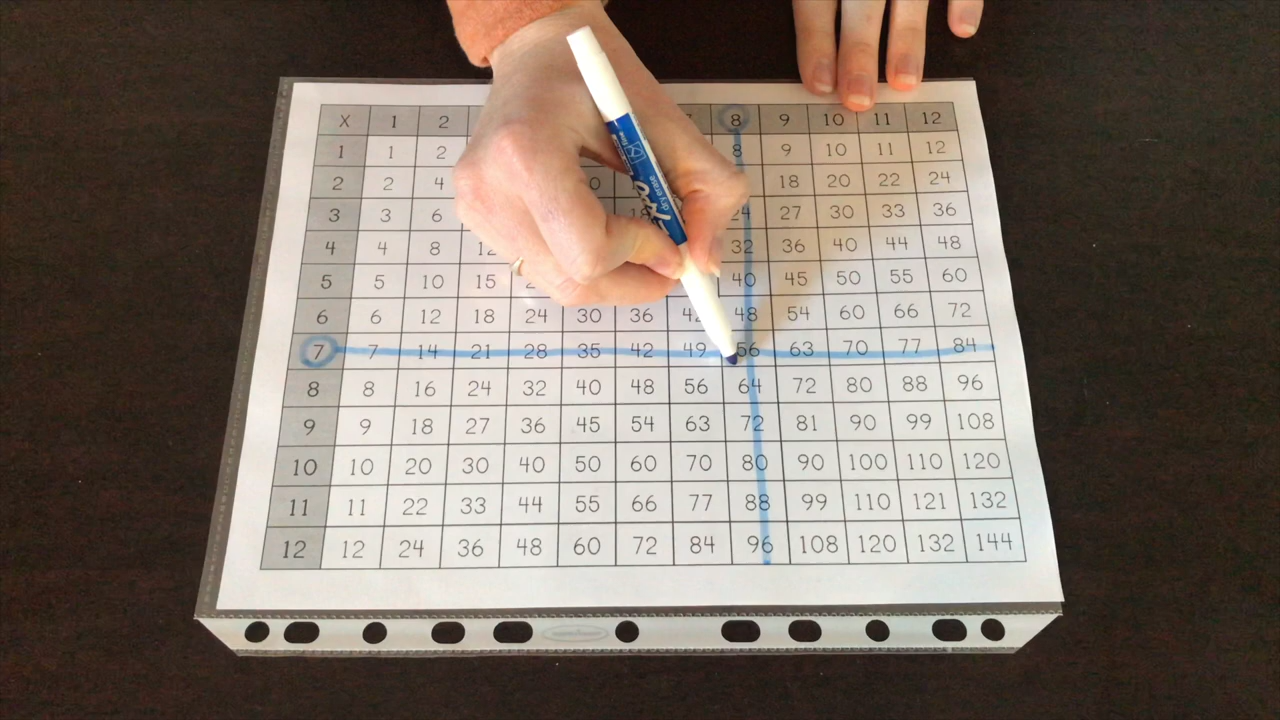 X 1 2 8 9 10 11 12
1 1 2 8 9 10 11 12
2 2 4 18 20 22 24
3 3 6 24 27 30 33 36
4 4 8 12 32 36 40 44 48
5 5 10 15 40 45 50 55 60
6 6 12 18 24 30 36 42 48 54 60 66 72
7 7 14 21 28 35 42 49 56 63 70 77 84
8 8 16 24 32 40 48 56 64 72 80 88 96
9 9 18 27 36 45 54 63 72 81 90 99 108
10 10 20 30 40 50 60 70 80 90 100 110 120
11 11 22 33 44 55 66 77 88 99 110 121 132
12 12 24 36 48 60 72 84 96 108 120 132 144
dry erase
fine